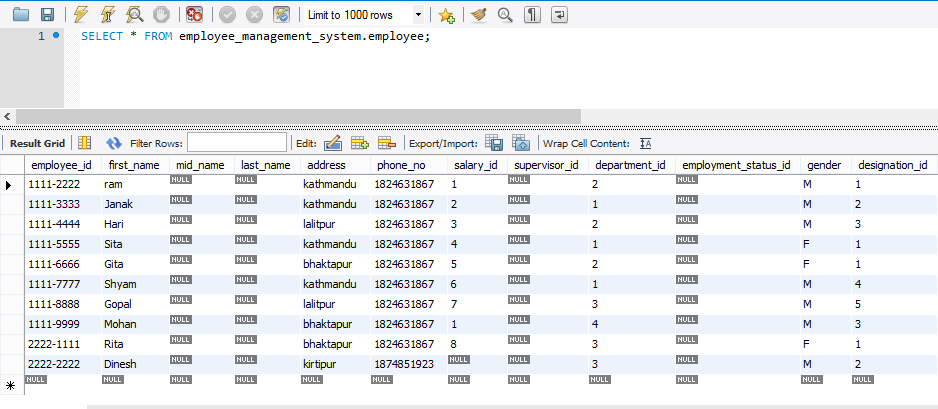 Limit to 1000 rows
1 SELECT * FROM employee_management_system.employee;
Result Grid Filter Rows: Edit: Export/Import: Wrap Cell Content: IA
employee_id first_name mid_name last_name address phone_no salary_id supervisor_id department_id employment_status_id gender designation_id
1111-2222 ram NULL NULL kathmandu 1824631867 1 NULL 2 NULL M 1
1111-3333 Janak NULL NULL kathmandu 1824631867 2 NULL 1 NULL M 2
1111-4444 Hari NULL NULL lalitpur 1824631867 3 NULL 2 NULL M 3
1111-5555 Sita NULL NULL kathmandu 1824631867 4 NULL 1 NULL F 1
1111-6666 Gita NULL NULL bhaktapur 1824631867 5 NULL 2 NULL F 1
1111-7777 Shyam NULL NULL kathmandu 1824631867 6 NULL 1 NULL M 4
1111-8888 Gopal NULL NULL lalitpur 1824631867 7 NULL 3 NULL M 5
1111-9999 Mohan NULL NULL bhaktapur 1824631867 1 NULL 4 NULL M 3
2222-1111 Rita NULL NULL bhaktapur 1824631867 8 NULL 3 NULL F 1
2222-2222 Dinesh NULL NULL kirtipur 1874851923 NULL NULL 3 NULL M 2
NULL NULL NULL NULL NULL NULL NULL NULL NULL NULL NULL NULL